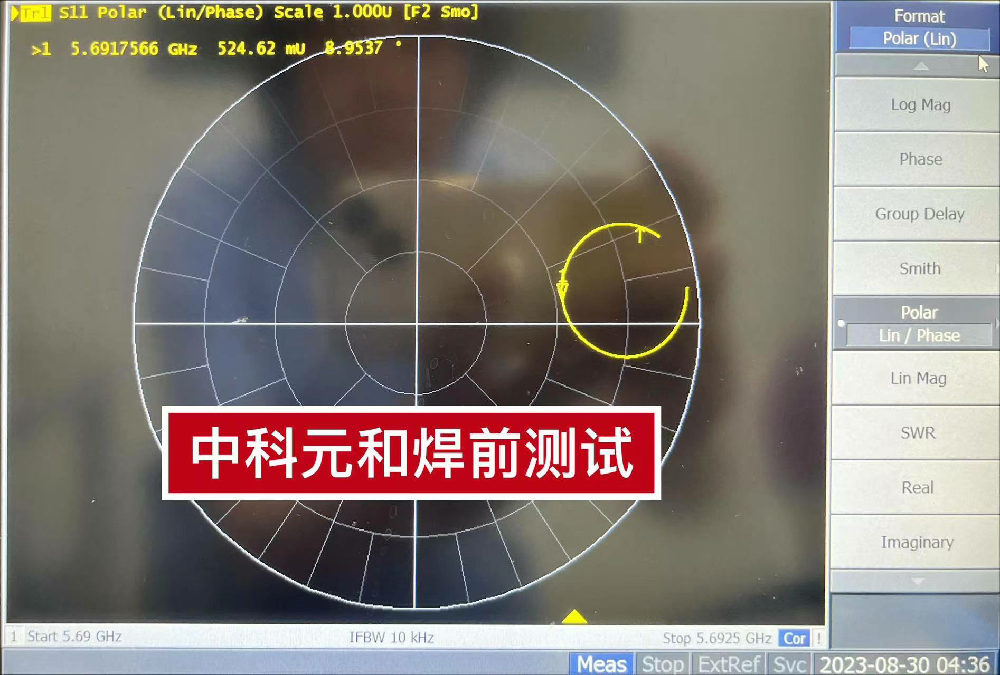 Tr1 S11 Polar (Lin/Phase) Scale 1.000U [F2 Smo]
>1 5.6917566 GHz 524.62 mU 8.9537 °
Format
Polar (Lin)
Log Mag
Phase
Group Delay
Smith
Polar
Lin / Phase
Lin Mag
SWR
Real
Imaginary
1
中科元和焊前测试
1 Start 5.69 GHz IFBW 10 kHz Stop 5.6925 GHz Cor !
Meas Stop ExtRef Svc 2023-08-30 04:36